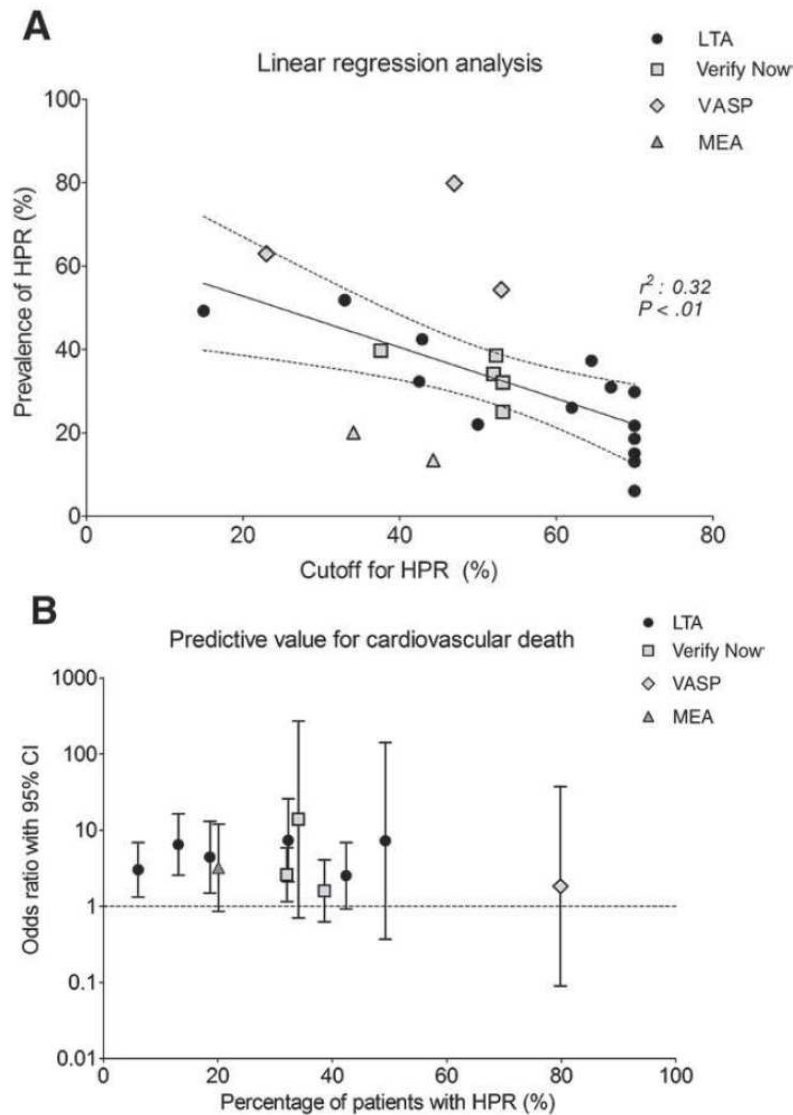 A
Linear regression analysis
LTA
Verify Now
VASP
MEA
Prevalence of HPR (%)
100
80
60
40
20
0
r² : 0.32
P < .01
0
20
40
60
80
Cutoff for HPR (%)
B
Predictive value for cardiovascular death
LTA
Verify Now
VASP
MEA
Odds ratio with 95% CI
1000
100
10
1
0.1
0.01
0
20
40
60
80
100
Percentage of patients with HPR (%)